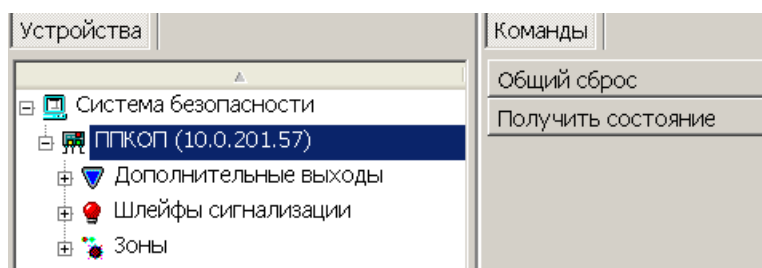 Устройства
Система безопасности
ППКОП (10.0.201.57)
Дополнительные выходы
Шлейфы сигнализации
Зоны
Команды
Общий сброс
Получить состояние